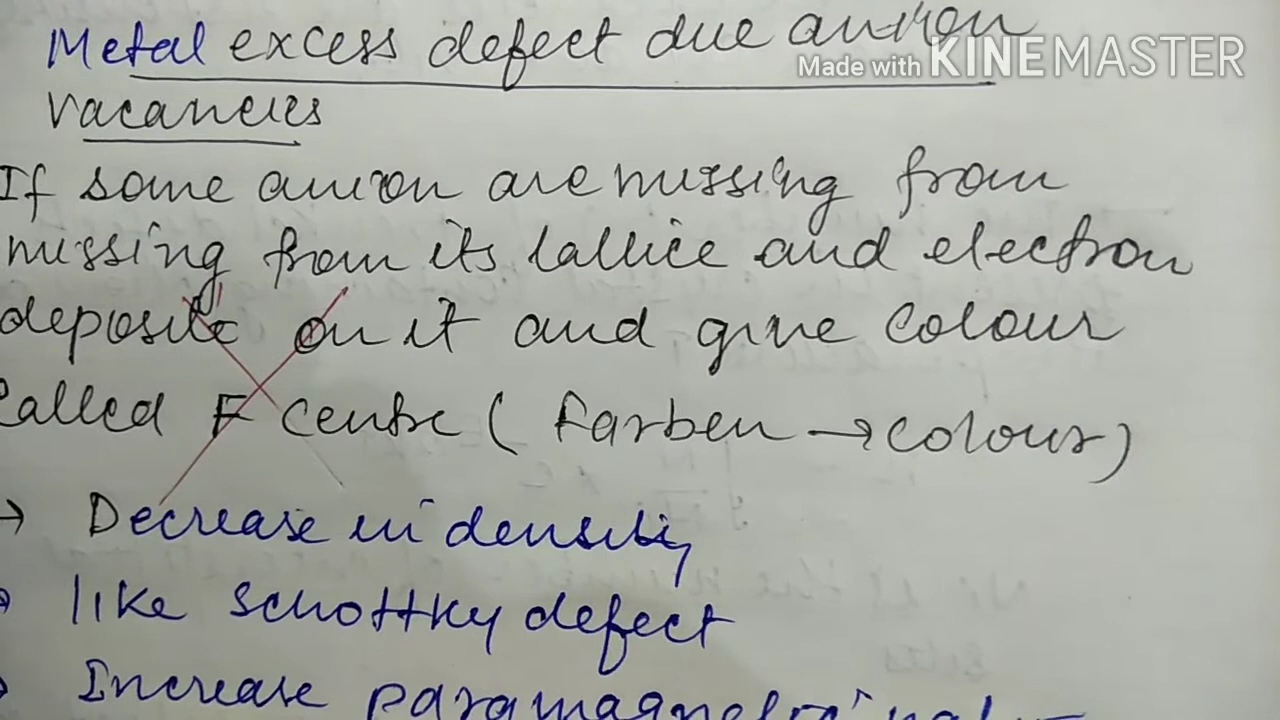 Metal excess defect due anion
Made with KINEMASTER
vacancies
If some anion are missing from
missing from its lattice and electron
deposite on it and give colour
called F centre ( Farben → colour)
→ Decrease in density
like schottky defect
Increase paramagnetic